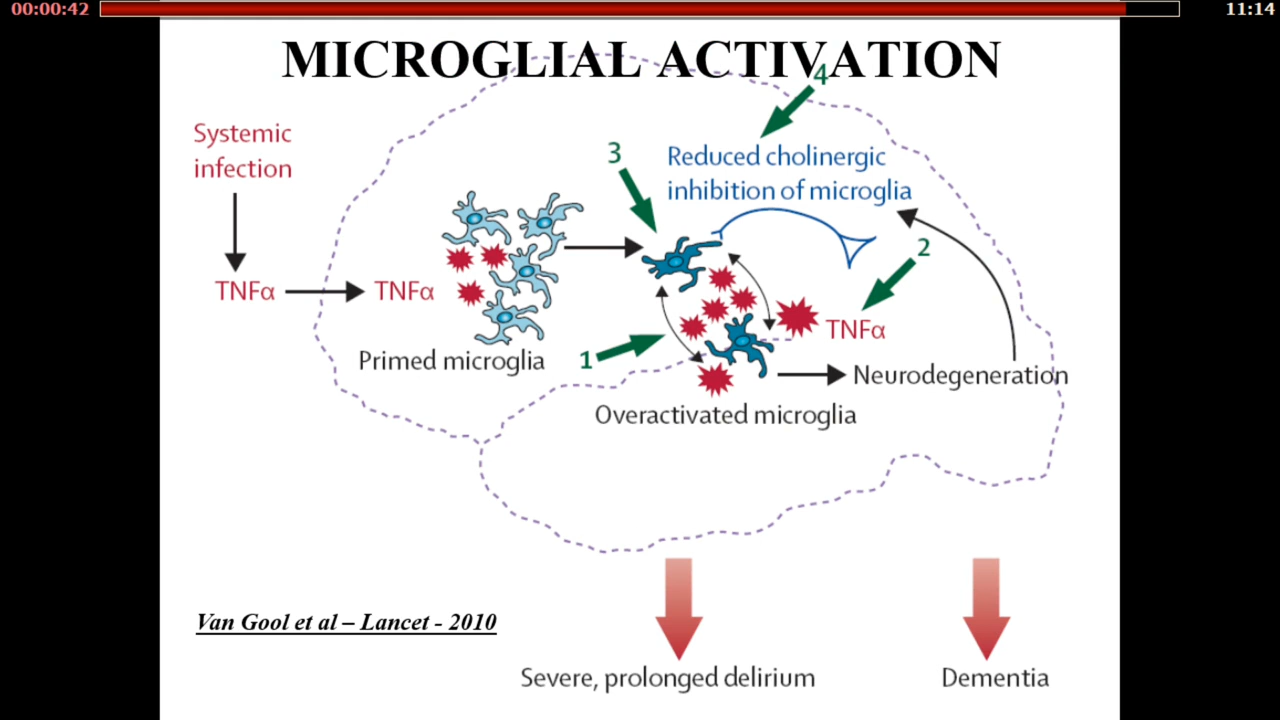 00:00:42
11:14
MICROGLIAL ACTIVATION
4
Systemic
infection
3
Reduced cholinergic
inhibition of microglia
2
TNFα
TNFα
TNFα
Primed microglia
1
Neurodegeneration
Overactivated microglia
Van Gool et al – Lancet - 2010
Severe, prolonged delirium
Dementia